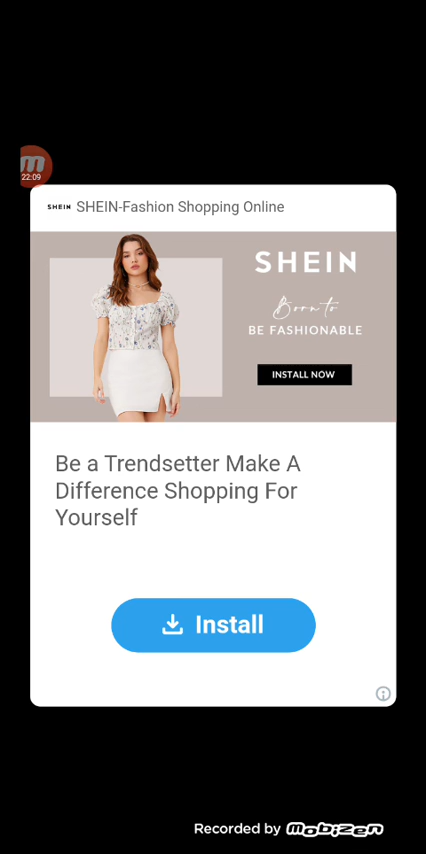 22:09
SHEIN SHEIN-Fashion Shopping Online
SHEIN
Born to
BE FASHIONABLE
INSTALL NOW
Be a Trendsetter Make A
Difference Shopping For
Yourself
Install
Recorded by mobizen